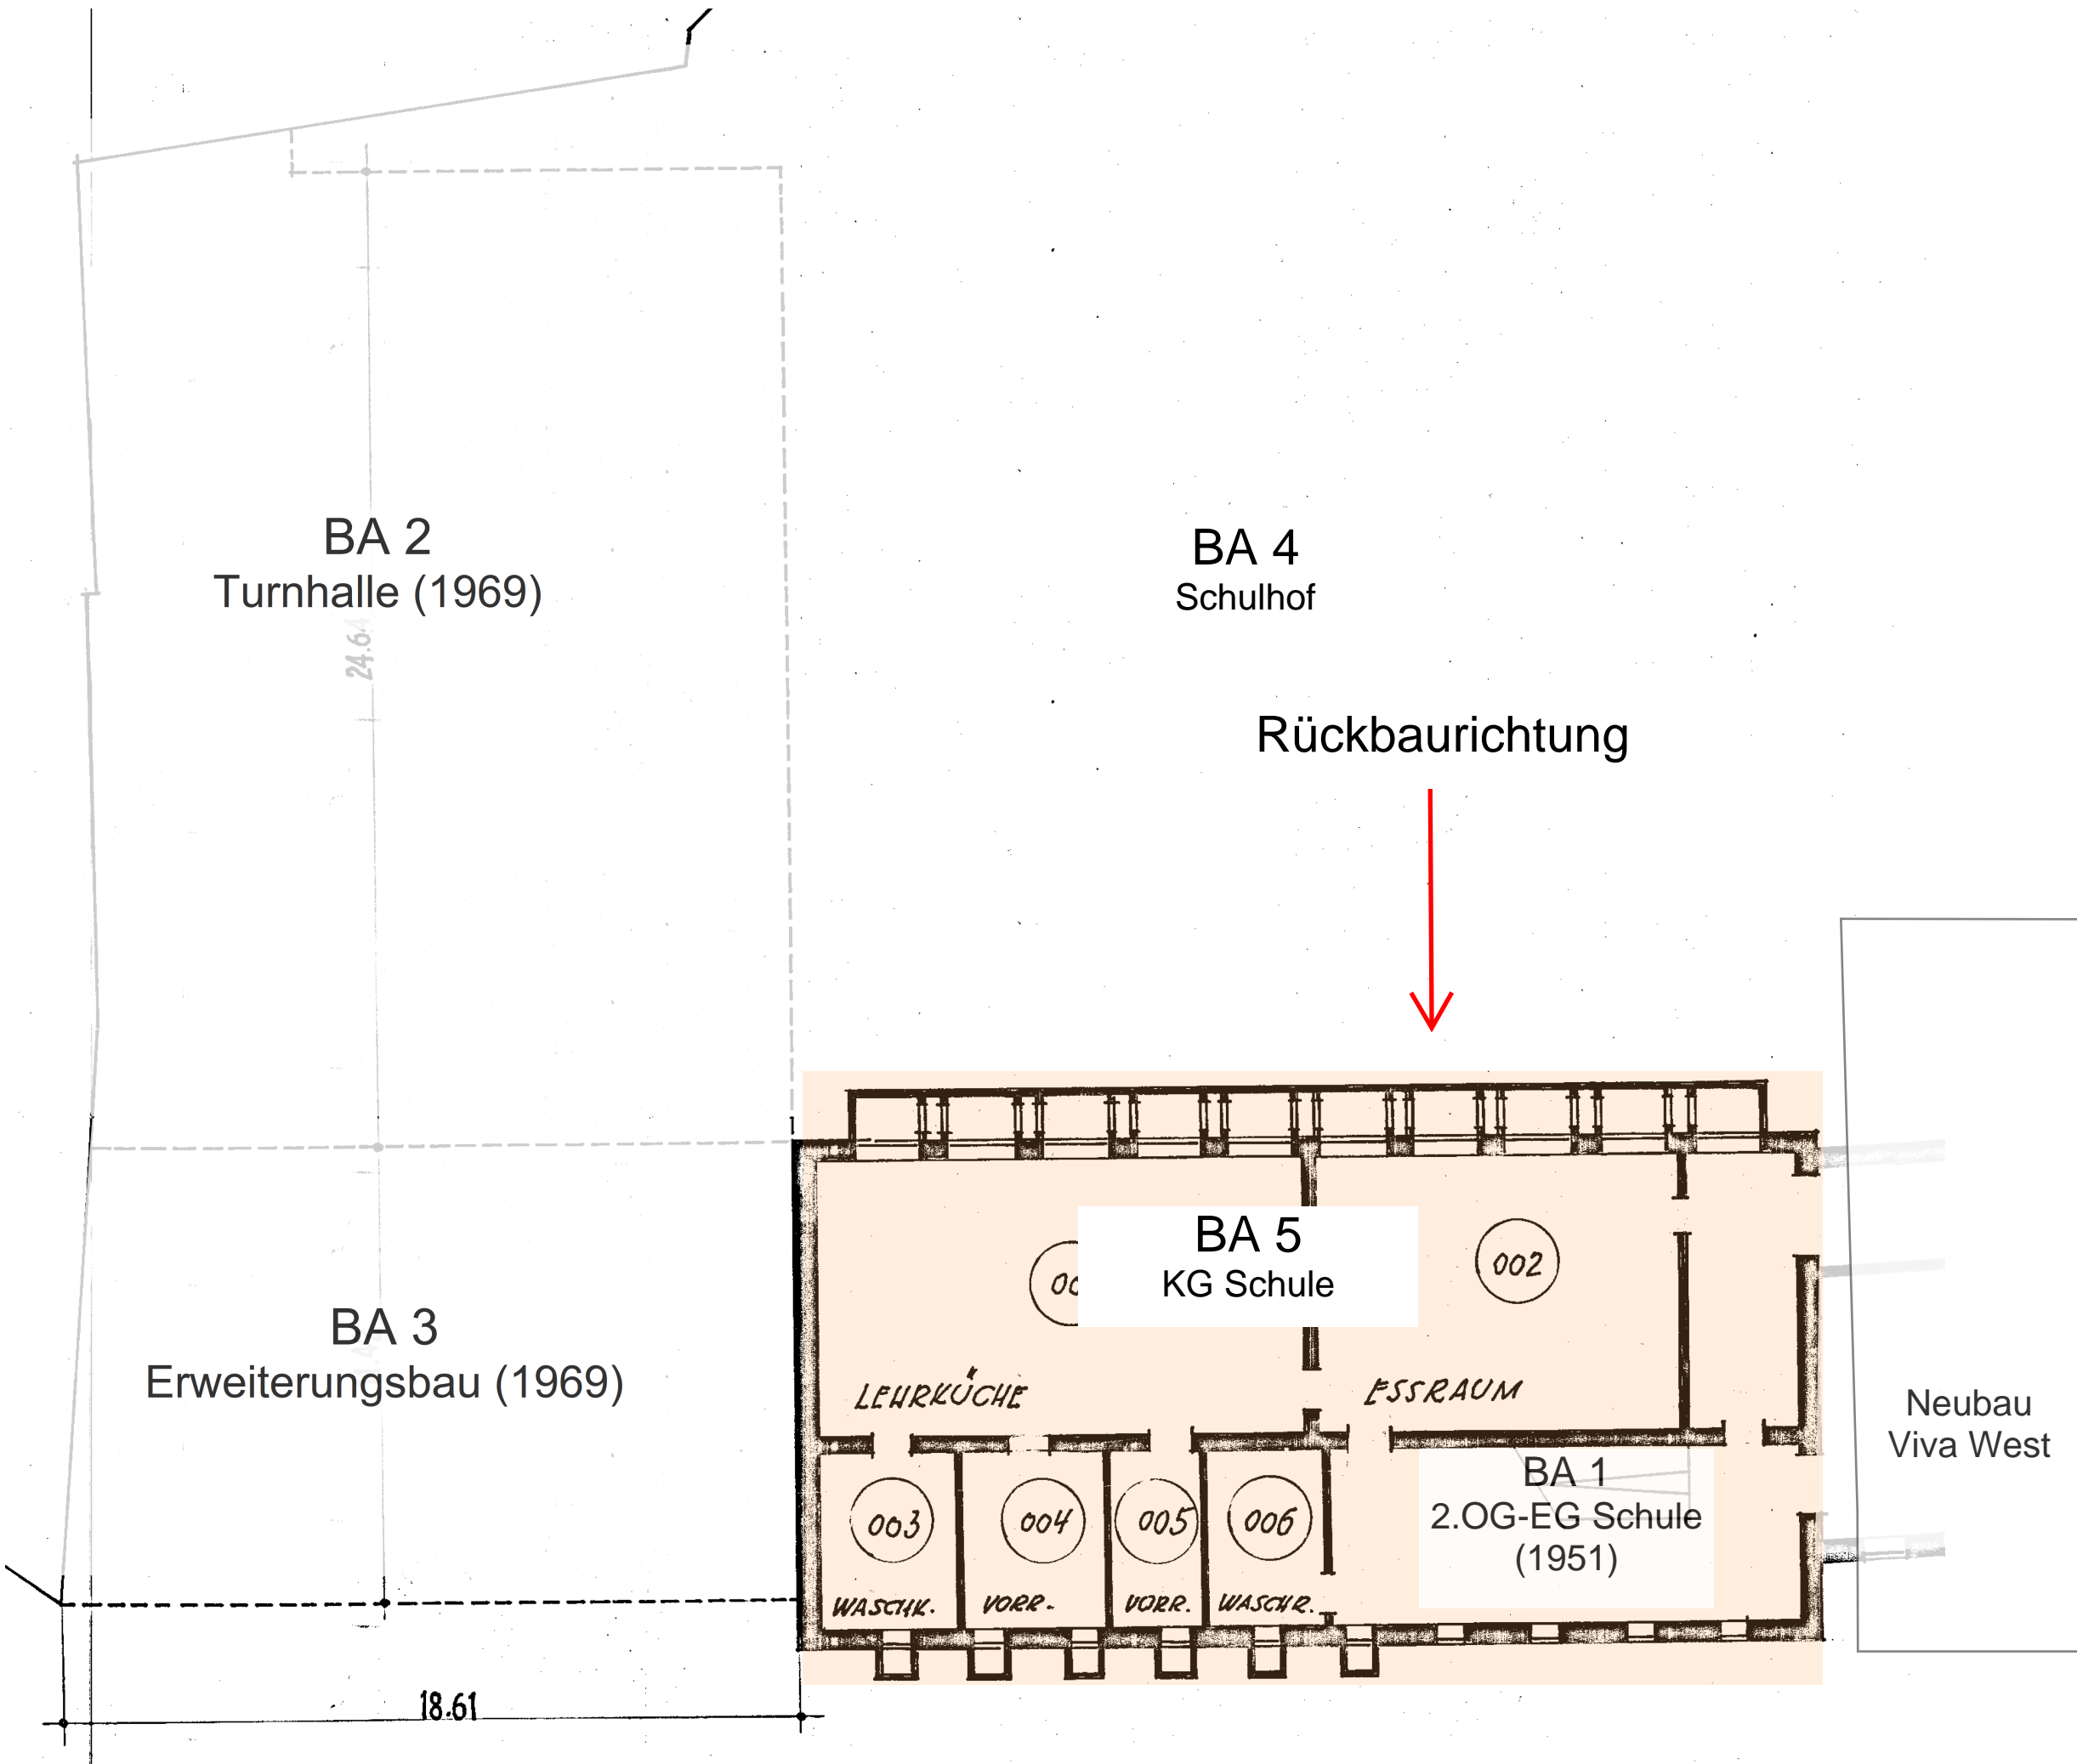 BA 2
Turnhalle (1969)
24.64
BA 4
Schulhof
Rückbaurichtung
BA 5
KG Schule
002
LEHRKÜCHE
ESSRAUM
BA 3
Erweiterungsbau (1969)
Neubau
Viva West
BA 1
2.OG-EG Schule
(1951)
003
004
005
006
WASCHK.
VORR.
VORR.
WASCHR.
18.61